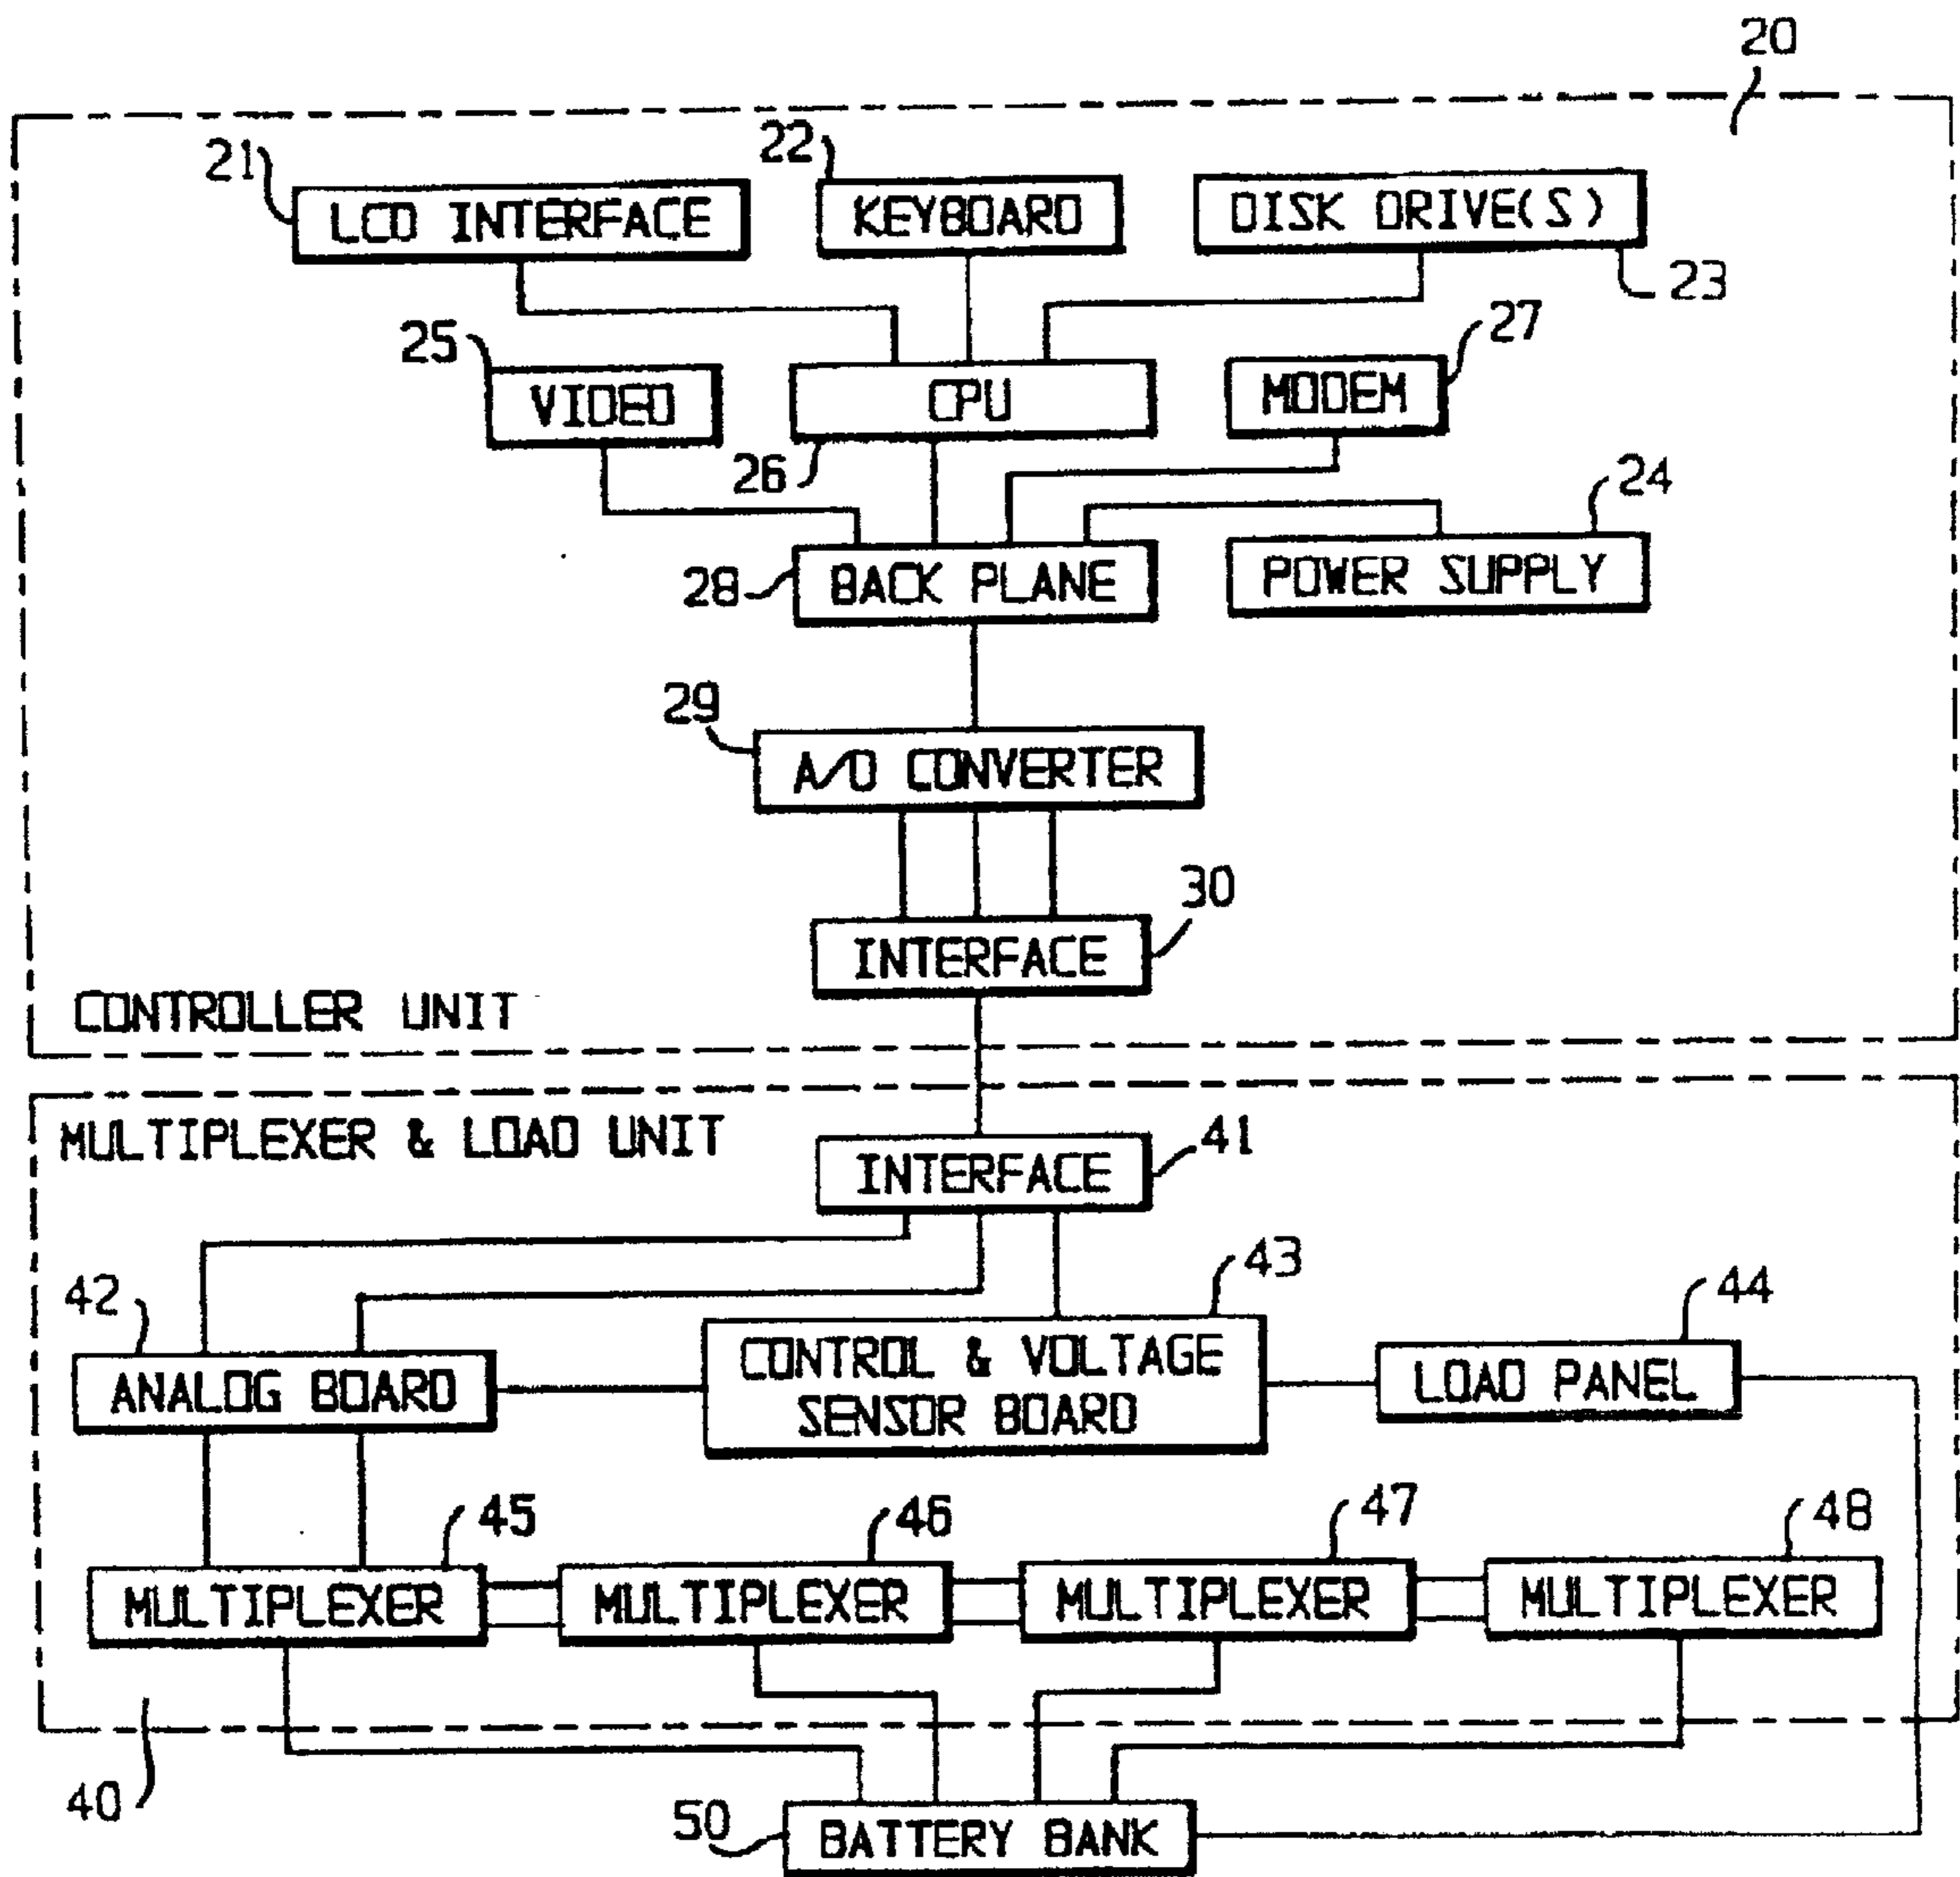 20
21
LCD INTERFACE
22
KEYBOARD
DISK DRIVE(S)
23
25
VIDEO
CPU
26
27
MODEM
24
POWER SUPPLY
28
BACK PLANE
29
A/D CONVERTER
30
INTERFACE
CONTROLLER UNIT
MULTIPLEXER & LOAD UNIT
INTERFACE
41
42
ANALOG BOARD
43
CONTROL & VOLTAGE
SENSOR BOARD
44
LOAD PANEL
45
MULTIPLEXER
46
MULTIPLEXER
47
MULTIPLEXER
48
MULTIPLEXER
40
50
BATTERY BANK